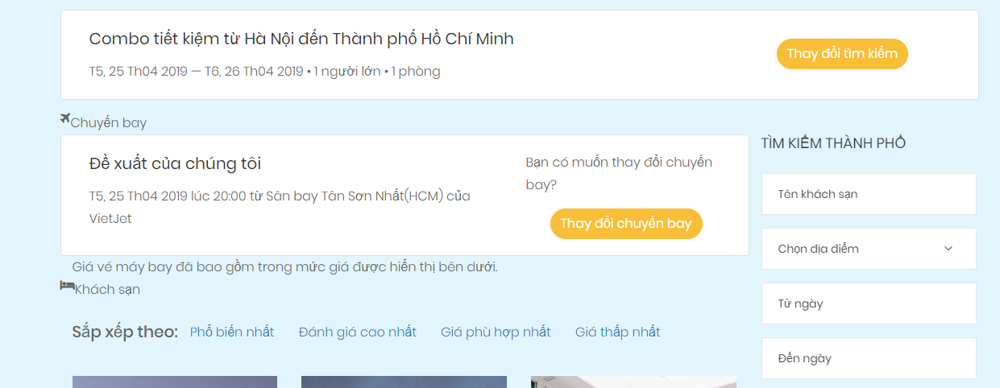 Combo tiết kiệm từ Hà Nội đến Thành phố Hồ Chí Minh
T5, 25 Th04 2019 — T6, 26 Th04 2019 • 1 người lớn • 1 phòng
Thay đổi tìm kiếm
Chuyến bay
Đề xuất của chúng tôi
T5, 25 Th04 2019 lúc 20:00 từ Sân bay Tân Sơn Nhất(HCM) của
VietJet
Bạn có muốn thay đổi chuyến
bay?
Thay đổi chuyến bay
Giá vé máy bay đã bao gồm trong mức giá được hiển thị bên dưới.
Khách sạn
Sắp xếp theo:
Phổ biến nhất
Đánh giá cao nhất
Giá phù hợp nhất
Giá thấp nhất
TÌM KIẾM THÀNH PHỐ
Tên khách sạn
Chọn địa điểm
Từ ngày
Đến ngày